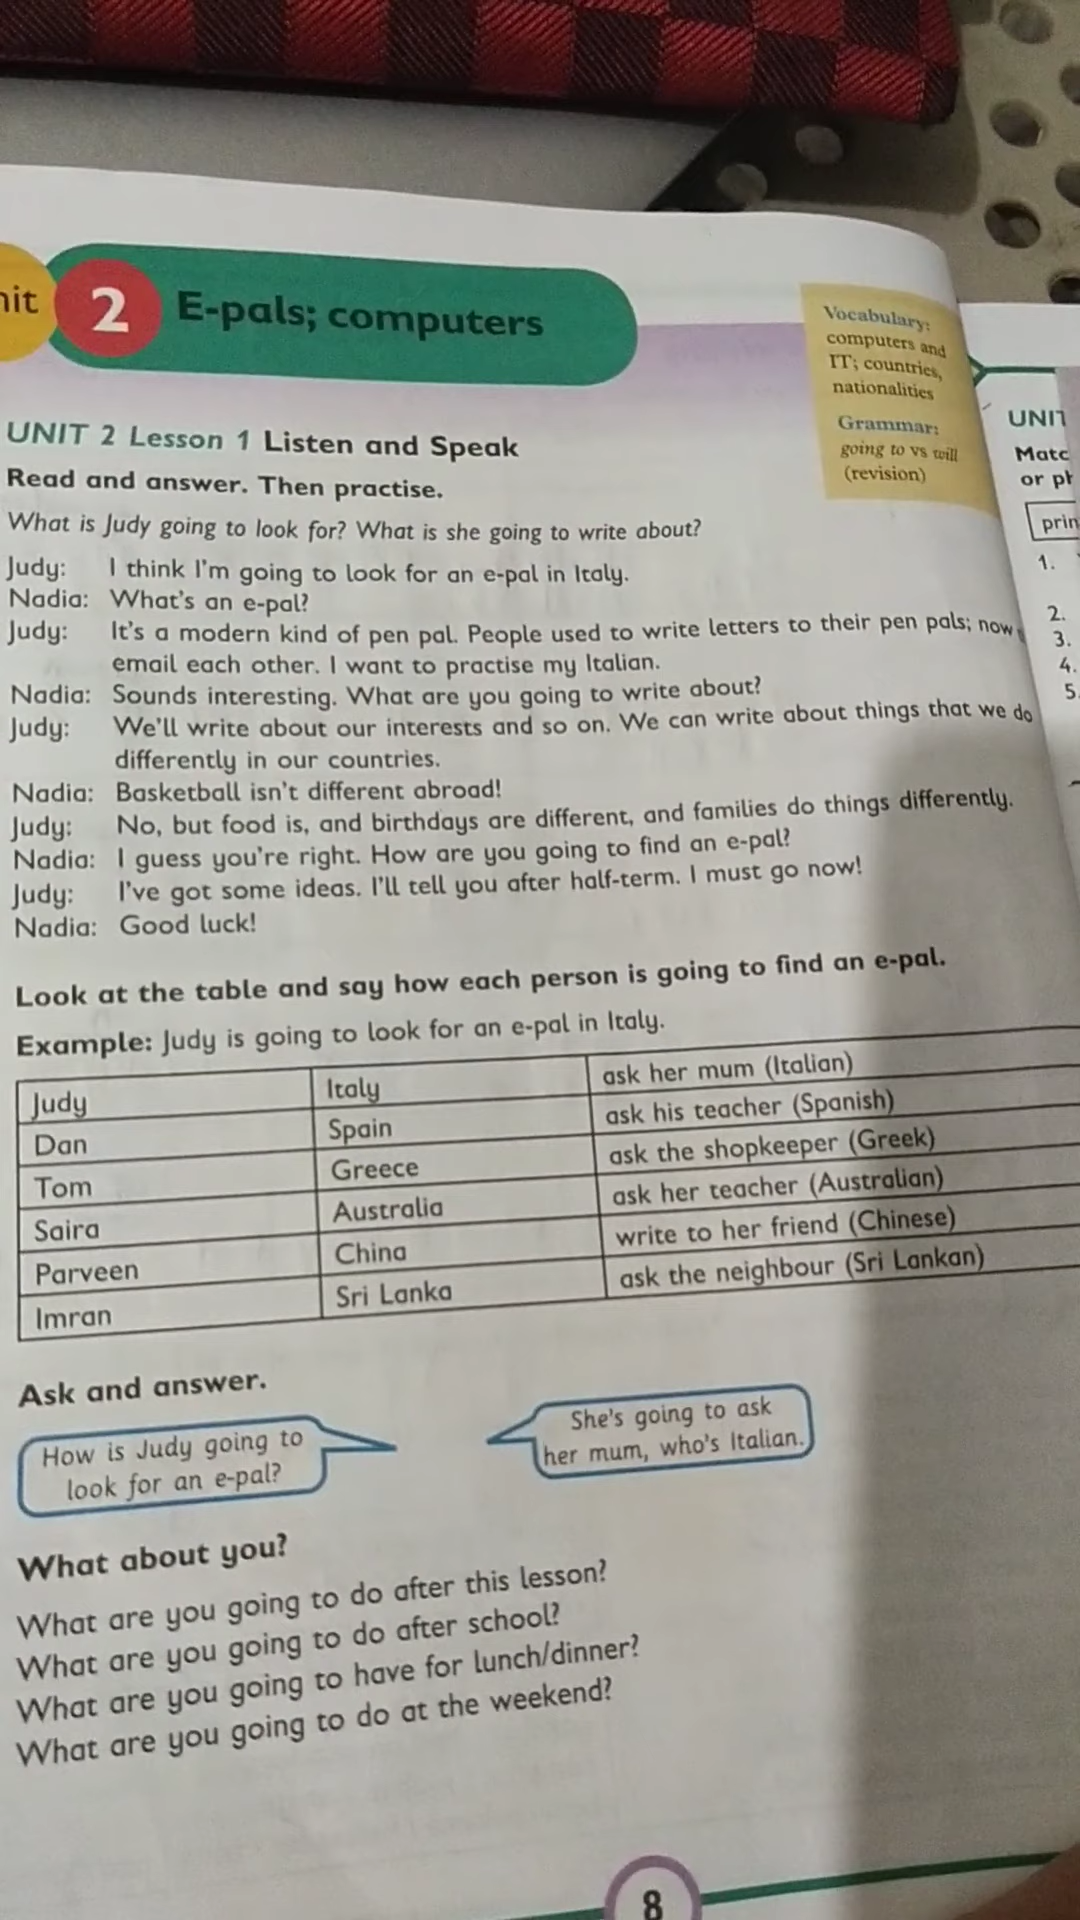 nit 2 E-pals; computers
Vocabulary:
computers and
IT; countries,
nationalities
Grammar:
going to vs will
(revision)
UNIT 2 Lesson 1 Listen and Speak
Read and answer. Then practise.
What is Judy going to look for? What is she going to write about?
Judy: I think I'm going to look for an e-pal in Italy.
Nadia: What's an e-pal?
Judy: It's a modern kind of pen pal. People used to write letters to their pen pals; now
email each other. I want to practise my Italian.
Nadia: Sounds interesting. What are you going to write about?
Judy: We'll write about our interests and so on. We can write about things that we do
differently in our countries.
Nadia: Basketball isn't different abroad!
Judy: No, but food is, and birthdays are different, and families do things differently.
Nadia: I guess you're right. How are you going to find an e-pal?
Judy: I've got some ideas. I'll tell you after half-term. I must go now!
Nadia: Good luck!
Look at the table and say how each person is going to find an e-pal.
Example: Judy is going to look for an e-pal in Italy.
Judy Italy ask her mum (Italian)
Dan Spain ask his teacher (Spanish)
Tom Greece ask the shopkeeper (Greek)
Saira Australia ask her teacher (Australian)
Parveen China write to her friend (Chinese)
Imran Sri Lanka ask the neighbour (Sri Lankan)
Ask and answer.
How is Judy going to
look for an e-pal?
She's going to ask
her mum, who's Italian.
What about you?
What are you going to do after this lesson?
What are you going to do after school?
What are you going to have for lunch/dinner?
What are you going to do at the weekend?
8
UNIT
Matc
or ph
prin
1.
2.
3.
4.
5.